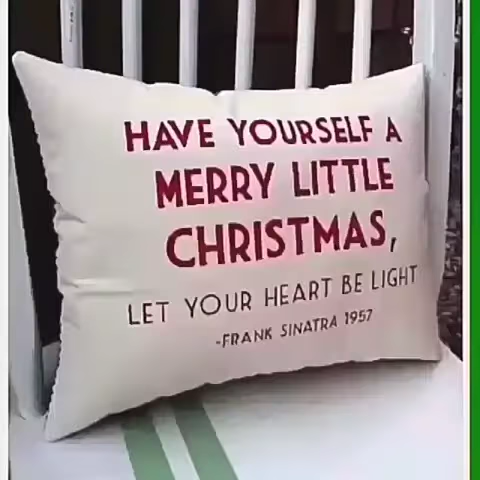 HAVE YOURSELF A
MERRY LITTLE
CHRISTMAS,
LET YOUR HEART BE LIGHT
-FRANK SINATRA 1957